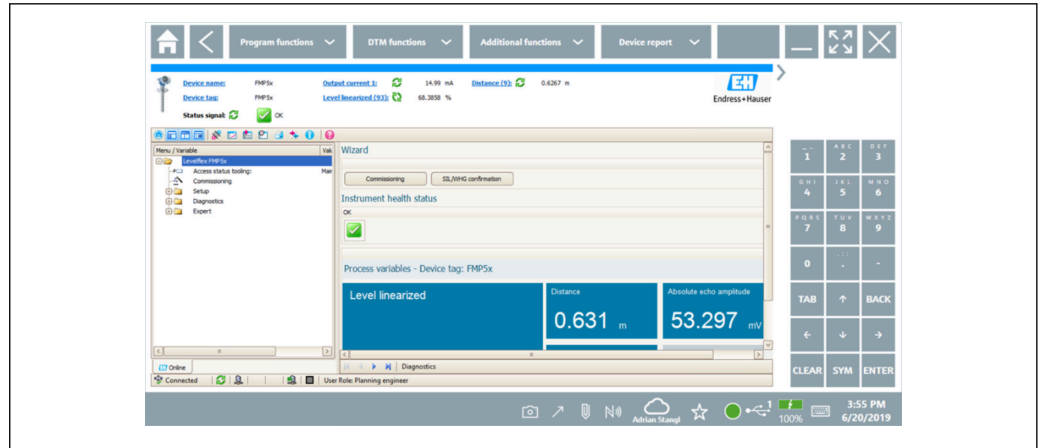 Program functions
DTM functions
Additional functions
Device report
Device name: FMP5x Output current 1: 14.99 mA Distance (9): 0.6267 m
Device tag: FMP5x Level linearized (93): 68.3858 %
Status signal: OK
Endress+Hauser
Menu / Variable
Levelflex FMP5x
Access status tooling:
Commissioning
Setup
Diagnostics
Expert
Online
Wizard
Commissioning SIL/WHG confirmation
Instrument health status
OK
Process variables - Device tag: FMP5x
Level linearized
Distance
0.631 m
Absolute echo amplitude
53.297 mV
Diagnostics
Connected
User Role: Planning engineer
1 ABC 2 DEF 3
GHI 4 JKL 5 MNO 6
PQRS 7 TUV 8 WXYZ 9
0 . -
TAB ↑ BACK
← ↓ →
CLEAR SYM ENTER
Adrian Stangl
1
100%
3:55 PM
6/20/2019